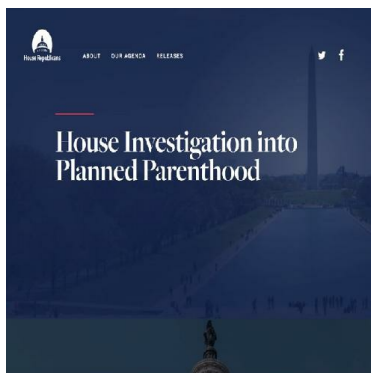 House Republicans
ABOUT OUR AGENDA RELEASES
House Investigation into
Planned Parenthood